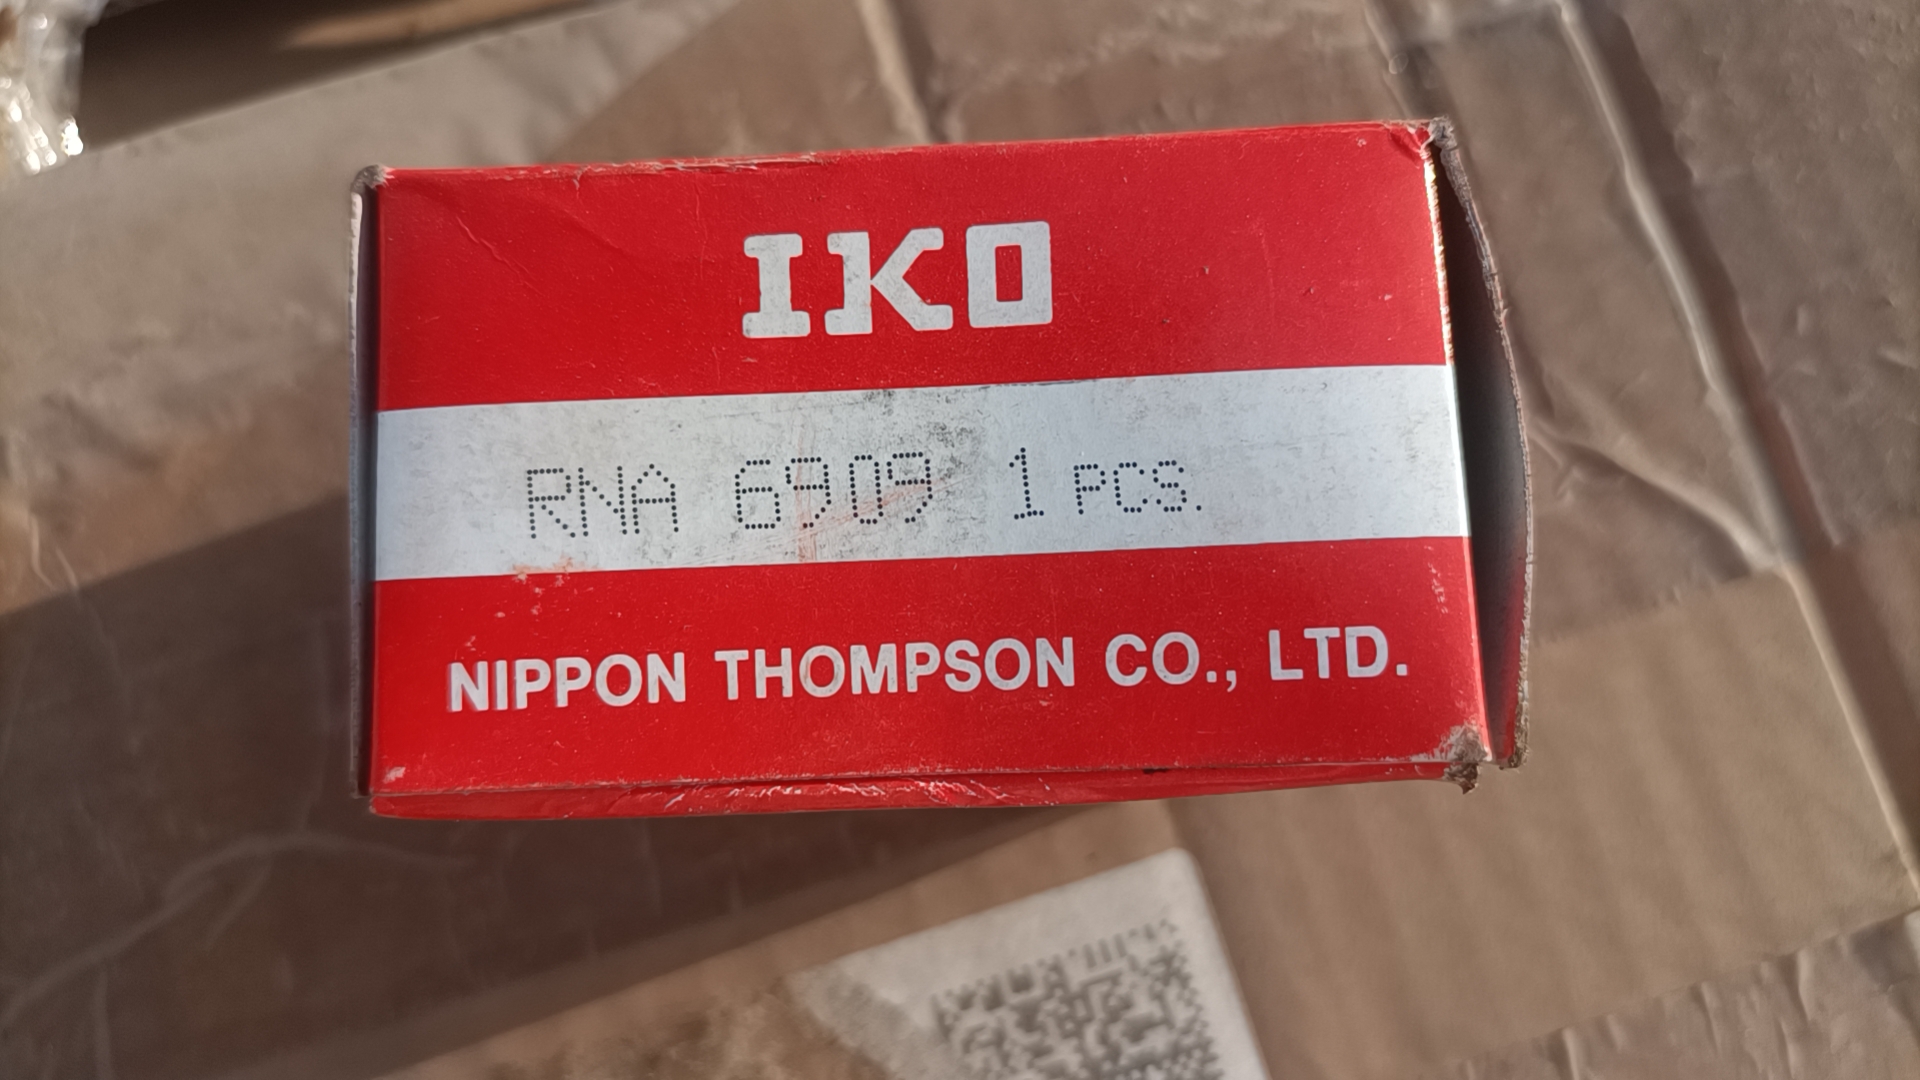 IKO
RNA 6909 1 PCS.
NIPPON THOMPSON CO., LTD.